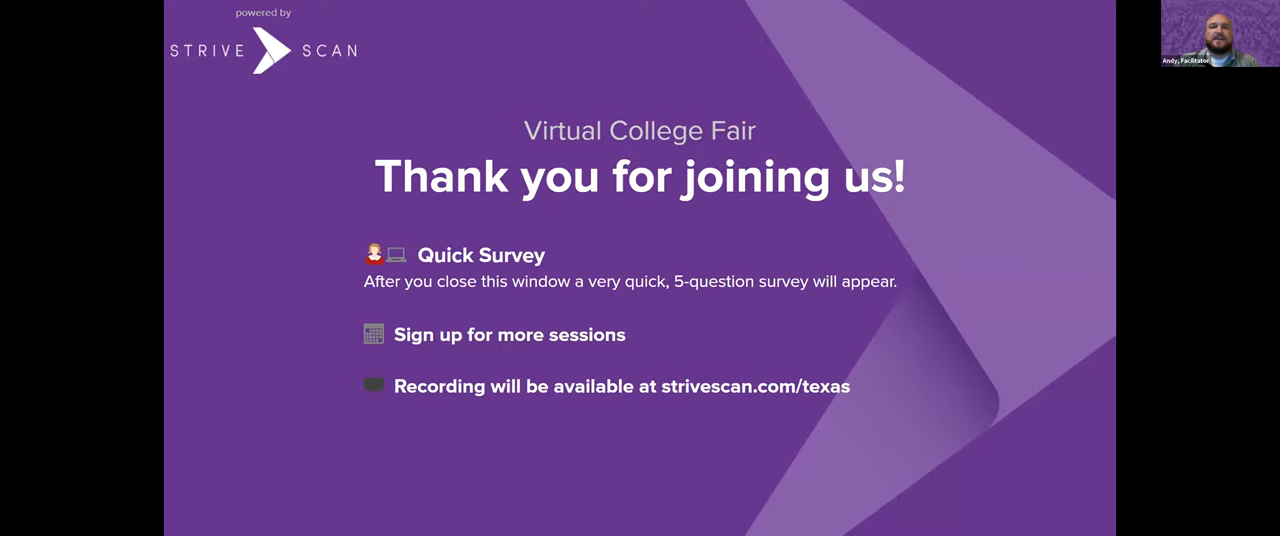 powered by
STRIVE SCAN
Andy, Facilitator
Virtual College Fair
Thank you for joining us!
Quick Survey
After you close this window a very quick, 5-question survey will appear.
Sign up for more sessions
Recording will be available at strivescan.com/texas